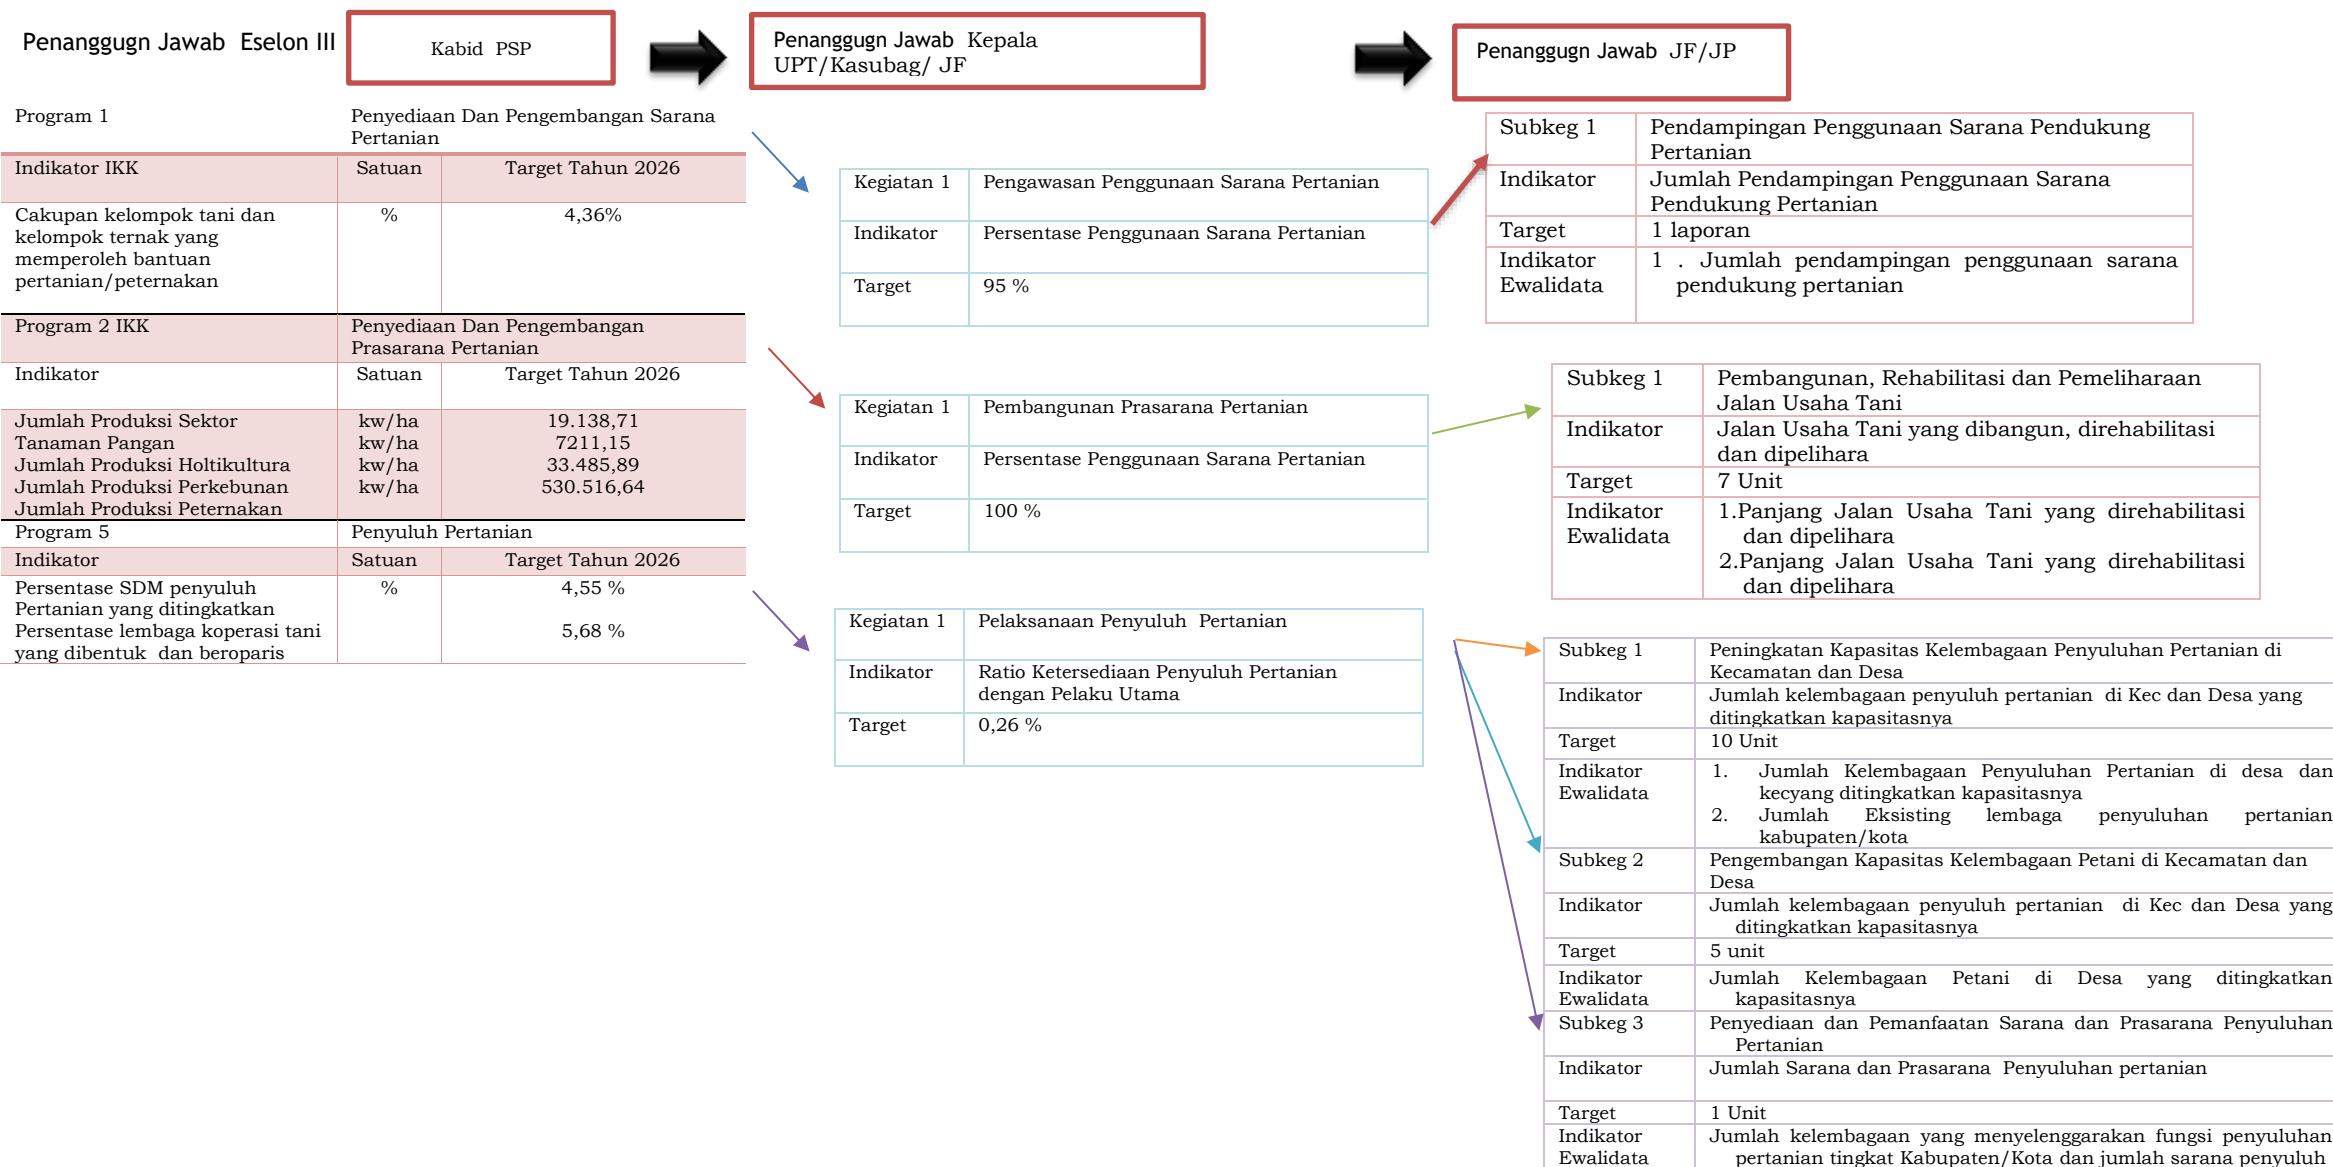 Penanggugn Jawab Eselon III
Kabid PSP
Penanggugn Jawab Kepala
UPT/Kasubag/ JF
Penanggugn Jawab JF/JP
Program 1
Penyediaan Dan Pengembangan Sarana
Pertanian
Indikator IKK
Satuan
Target Tahun 2026
Cakupan kelompok tani dan
kelompok ternak yang
memperoleh bantuan
pertanian/peternakan
%
4,36%
Program 2 IKK
Penyediaan Dan Pengembangan
Prasarana Pertanian
Indikator
Satuan
Target Tahun 2026
Jumlah Produksi Sektor
Tanaman Pangan
Jumlah Produksi Holtikultura
Jumlah Produksi Perkebunan
Jumlah Produksi Peternakan
kw/ha
kw/ha
kw/ha
kw/ha
19.138,71
7211,15
33.485,89
530.516,64
Program 5
Penyuluh Pertanian
Indikator
Satuan
Target Tahun 2026
Persentase SDM penyuluh
Pertanian yang ditingkatkan
Persentase lembaga koperasi tani
yang dibentuk dan beroparis
%
4,55 %
5,68 %
Kegiatan 1
Pengawasan Penggunaan Sarana Pertanian
Indikator
Persentase Penggunaan Sarana Pertanian
Target
95 %
Kegiatan 1
Pembangunan Prasarana Pertanian
Indikator
Persentase Penggunaan Sarana Pertanian
Target
100 %
Kegiatan 1
Pelaksanaan Penyuluh Pertanian
Indikator
Ratio Ketersediaan Penyuluh Pertanian
dengan Pelaku Utama
Target
0,26 %
Subkeg 1
Pendampingan Penggunaan Sarana Pendukung
Pertanian
Indikator
Jumlah Pendampingan Penggunaan Sarana
Pendukung Pertanian
Target
1 laporan
Indikator
Ewalidata
1 . Jumlah pendampingan penggunaan sarana
pendukung pertanian
Subkeg 1
Pembangunan, Rehabilitasi dan Pemeliharaan
Jalan Usaha Tani
Indikator
Jalan Usaha Tani yang dibangun, direhabilitasi
dan dipelihara
Target
7 Unit
Indikator
Ewalidata
1.Panjang Jalan Usaha Tani yang direhabilitasi
dan dipelihara
2.Panjang Jalan Usaha Tani yang direhabilitasi
dan dipelihara
Subkeg 1
Peningkatan Kapasitas Kelembagaan Penyuluhan Pertanian di
Kecamatan dan Desa
Indikator
Jumlah kelembagaan penyuluh pertanian di Kec dan Desa yang
ditingkatkan kapasitasnya
Target
10 Unit
Indikator
Ewalidata
1. Jumlah Kelembagaan Penyuluhan Pertanian di desa dan
kecyang ditingkatkan kapasitasnya
2. Jumlah Eksisting lembaga penyuluhan pertanian
kabupaten/kota
Subkeg 2
Pengembangan Kapasitas Kelembagaan Petani di Kecamatan dan
Desa
Indikator
Jumlah kelembagaan penyuluh pertanian di Kec dan Desa yang
ditingkatkan kapasitasnya
Target
5 unit
Indikator
Ewalidata
Jumlah Kelembagaan Petani di Desa yang ditingkatkan
kapasitasnya
Subkeg 3
Penyediaan dan Pemanfaatan Sarana dan Prasarana Penyuluhan
Pertanian
Indikator
Jumlah Sarana dan Prasarana Penyuluhan pertanian
Target
1 Unit
Indikator
Ewalidata
Jumlah kelembagaan yang menyelenggarakan fungsi penyuluhan
pertanian tingkat Kabupaten/Kota dan jumlah sarana penyuluh